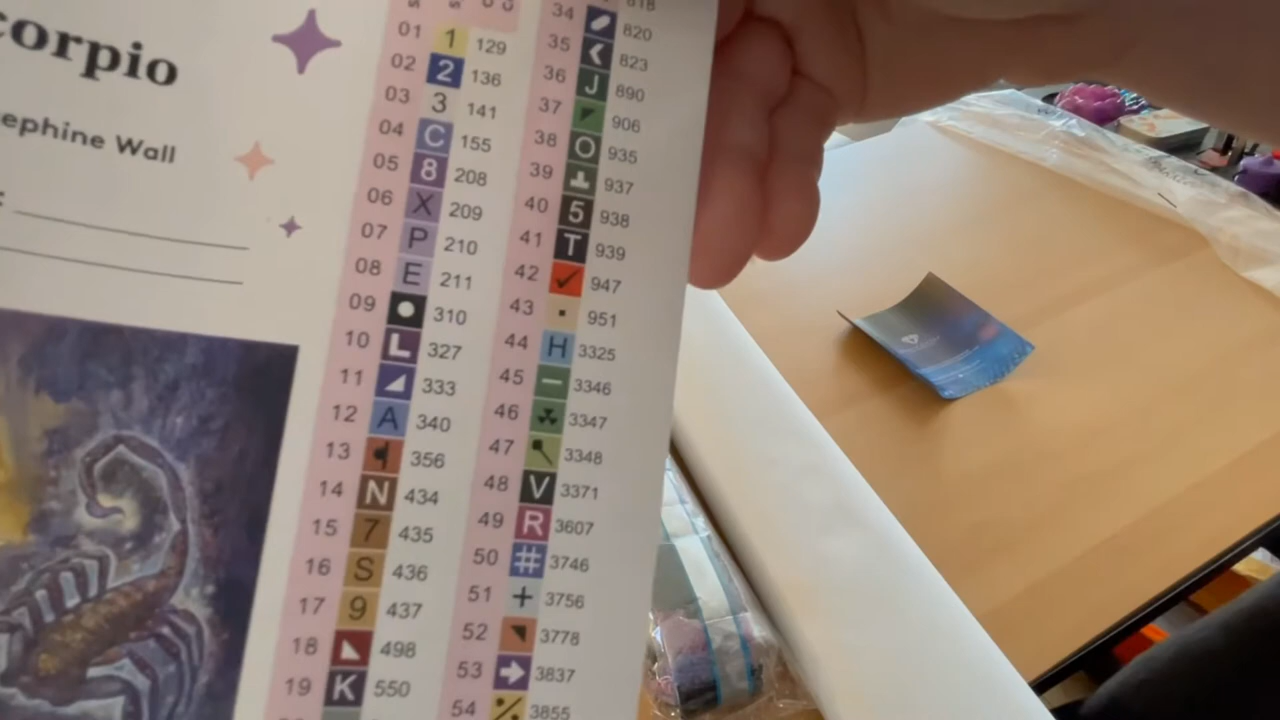 corpio
ephine Wall
01 1 129
02 2 136
03 3 141
04 C 155
05 8 208
06 X 209
07 P 210
08 E 211
09 310
10 L 327
11 333
12 A 340
13 356
14 N 434
15 7 435
16 S 436
17 9 437
18 498
19 K 550
34 820
35 823
36 J 890
37 906
38 O 935
39 937
40 5 938
41 T 939
42 ✓ 947
43 951
44 H 3325
45 3346
46 3347
47 3348
48 V 3371
49 R 3607
50 # 3746
51 + 3756
52 3778
53 3837
54 % 3855